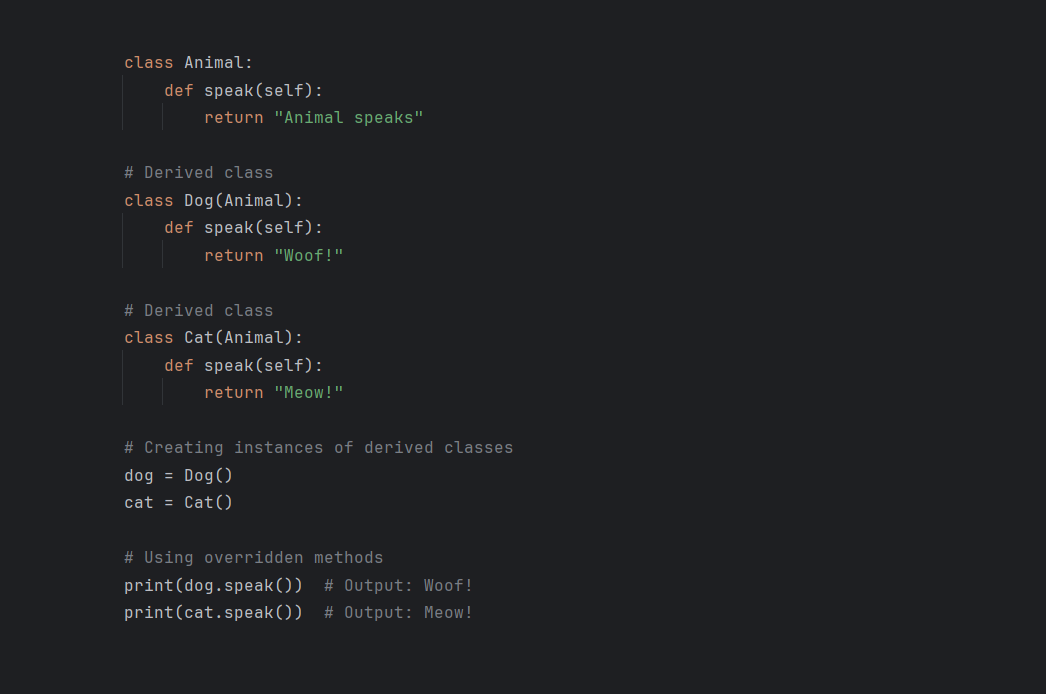 class Animal:
    def speak(self):
        return "Animal speaks"

# Derived class
class Dog(Animal):
    def speak(self):
        return "Woof!"

# Derived class
class Cat(Animal):
    def speak(self):
        return "Meow!"

# Creating instances of derived classes
dog = Dog()
cat = Cat()

# Using overridden methods
print(dog.speak())  # Output: Woof!
print(cat.speak())  # Output: Meow!